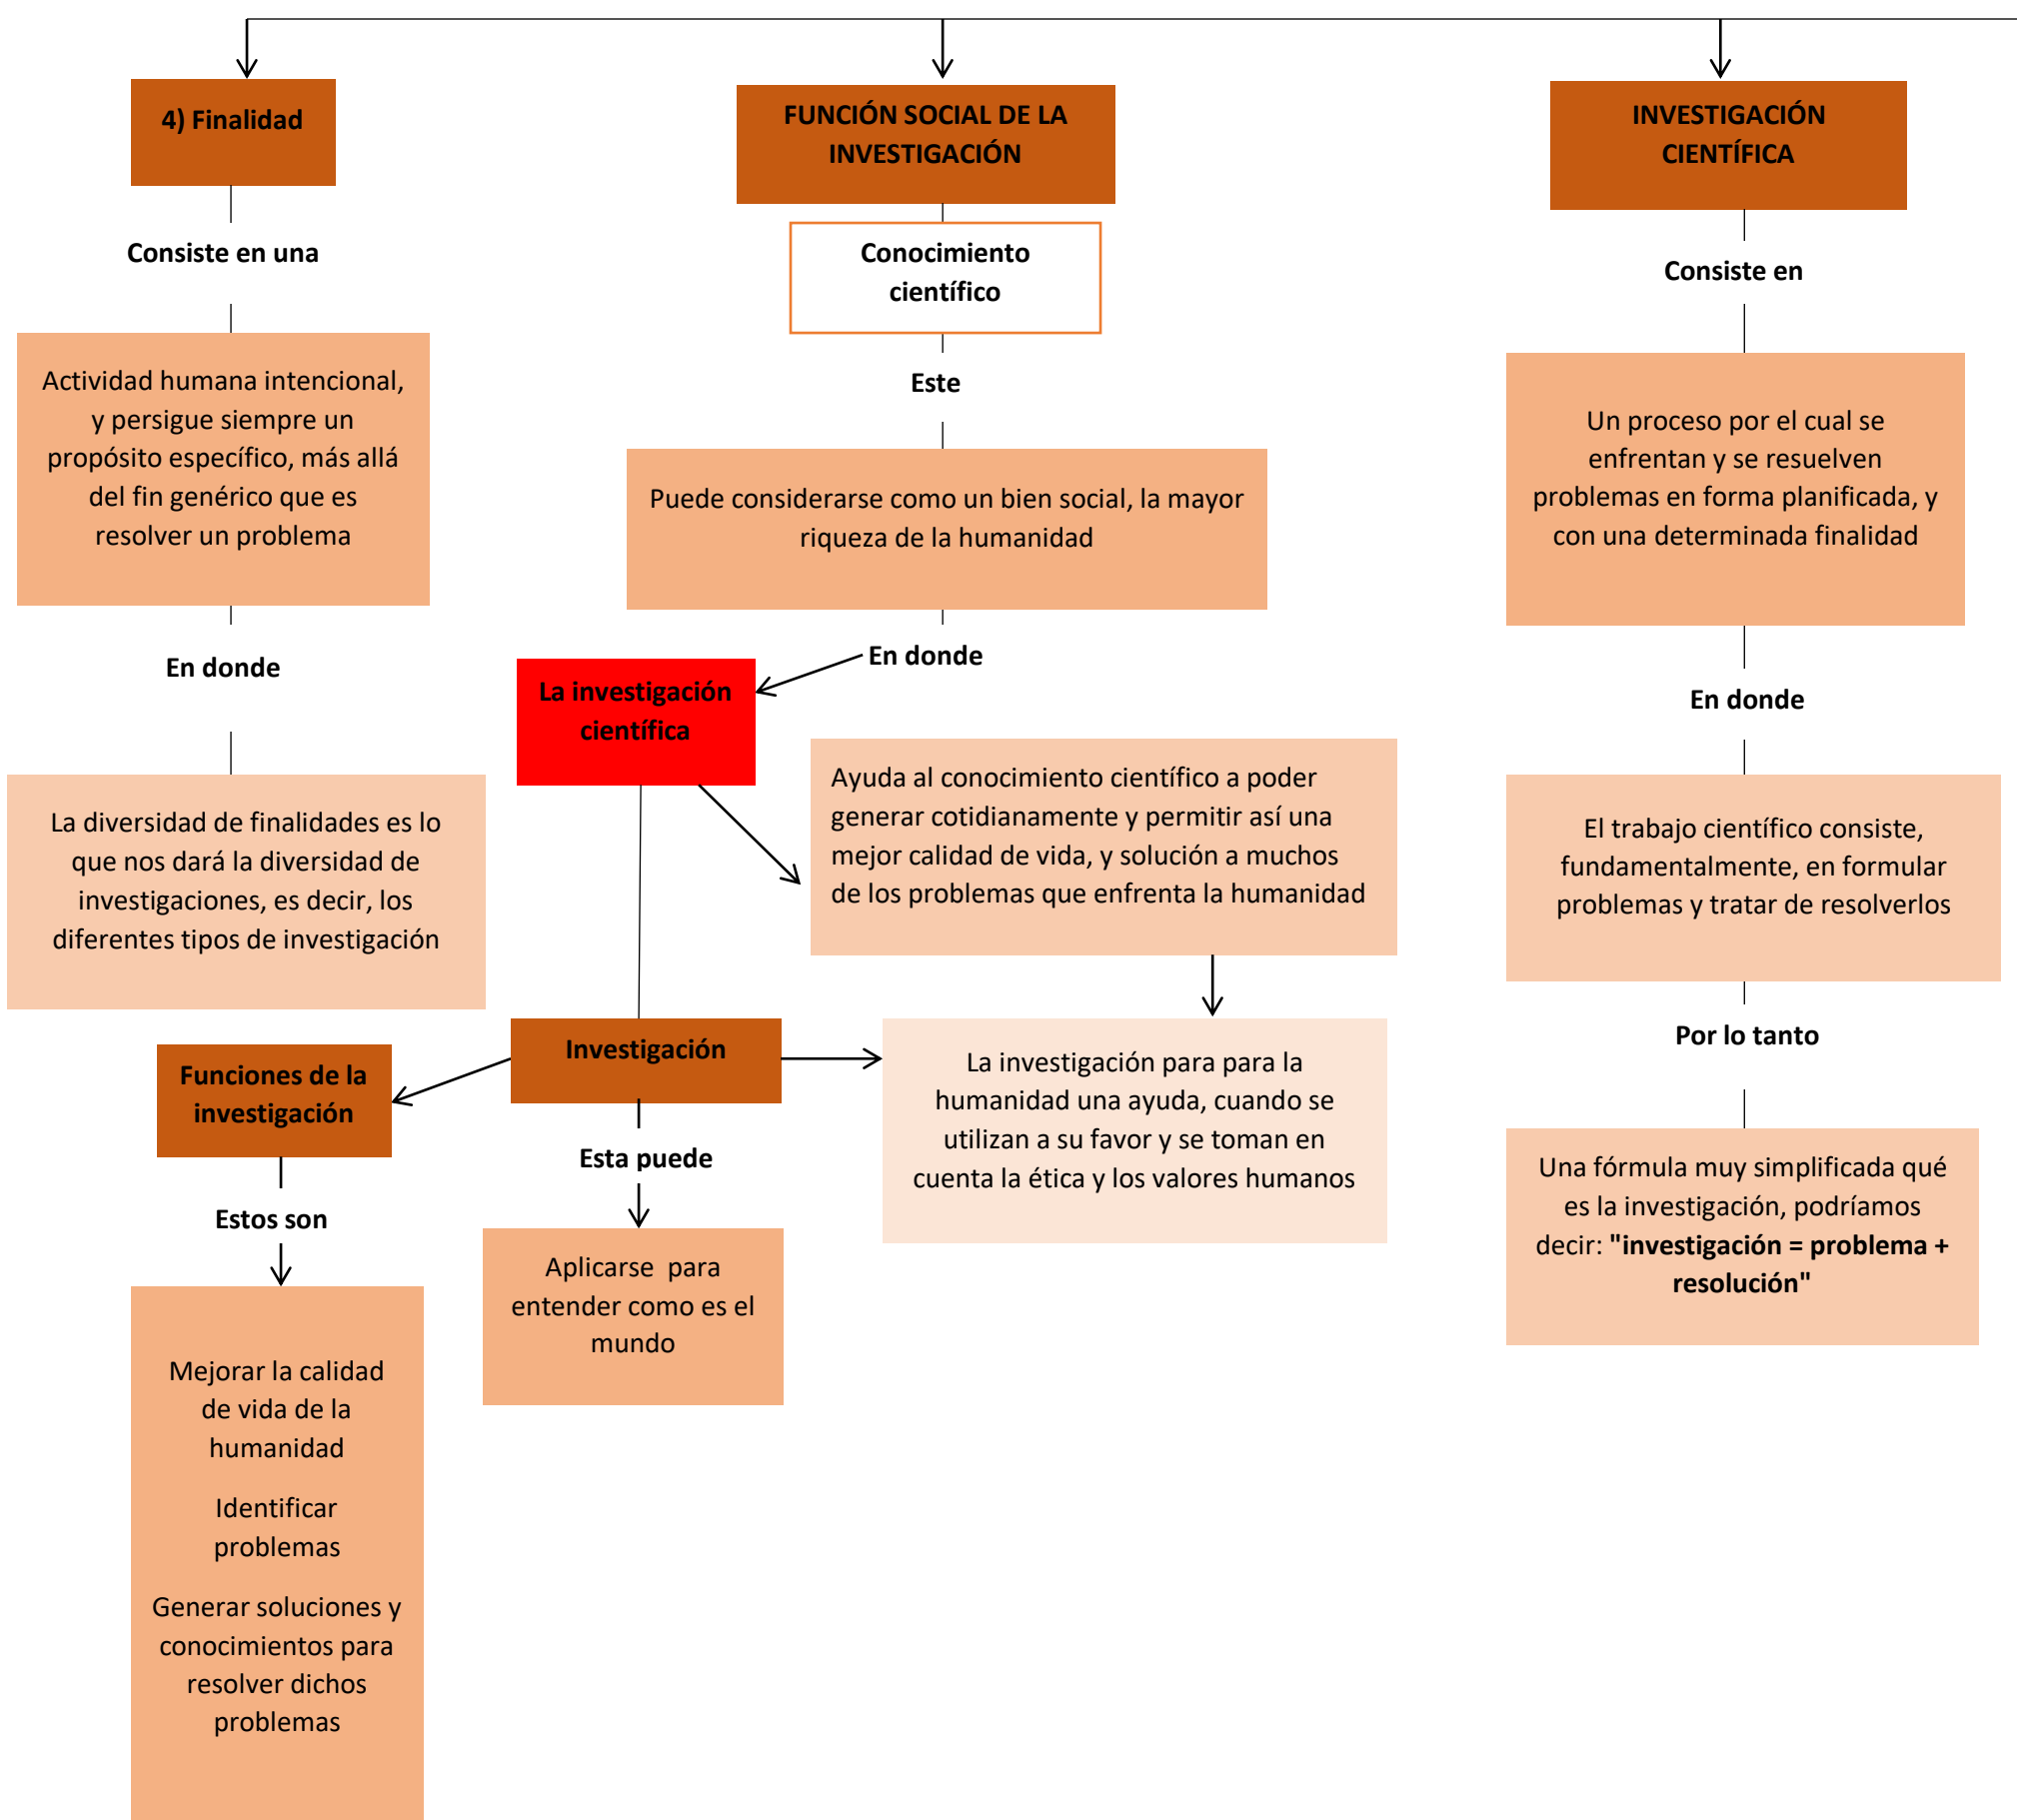 4) Finalidad
Consiste en una
Actividad humana intencional,
y persigue siempre un
propósito específico, más allá
del fin genérico que es
resolver un problema
En donde
La diversidad de finalidades es lo
que nos dará la diversidad de
investigaciones, es decir, los
diferentes tipos de investigación
FUNCIÓN SOCIAL DE LA
INVESTIGACIÓN
Conocimiento
científico
Este
Puede considerarse como un bien social, la mayor
riqueza de la humanidad
En donde
La investigación
científica
Ayuda al conocimiento científico a poder
generar cotidianamente y permitir así una
mejor calidad de vida, y solución a muchos
de los problemas que enfrenta la humanidad
Investigación
La investigación para para la
humanidad una ayuda, cuando se
utilizan a su favor y se toman en
cuenta la ética y los valores humanos
Esta puede
Aplicarse  para
entender como es el
mundo
Funciones de la
investigación
Estos son
Mejorar la calidad
de vida de la
humanidad
Identificar
problemas
Generar soluciones y
conocimientos para
resolver dichos
problemas
INVESTIGACIÓN
CIENTÍFICA
Consiste en
Un proceso por el cual se
enfrentan y se resuelven
problemas en forma planificada, y
con una determinada finalidad
En donde
El trabajo científico consiste,
fundamentalmente, en formular
problemas y tratar de resolverlos
Por lo tanto
Una fórmula muy simplificada qué
es la investigación, podríamos
decir: "investigación = problema +
resolución"